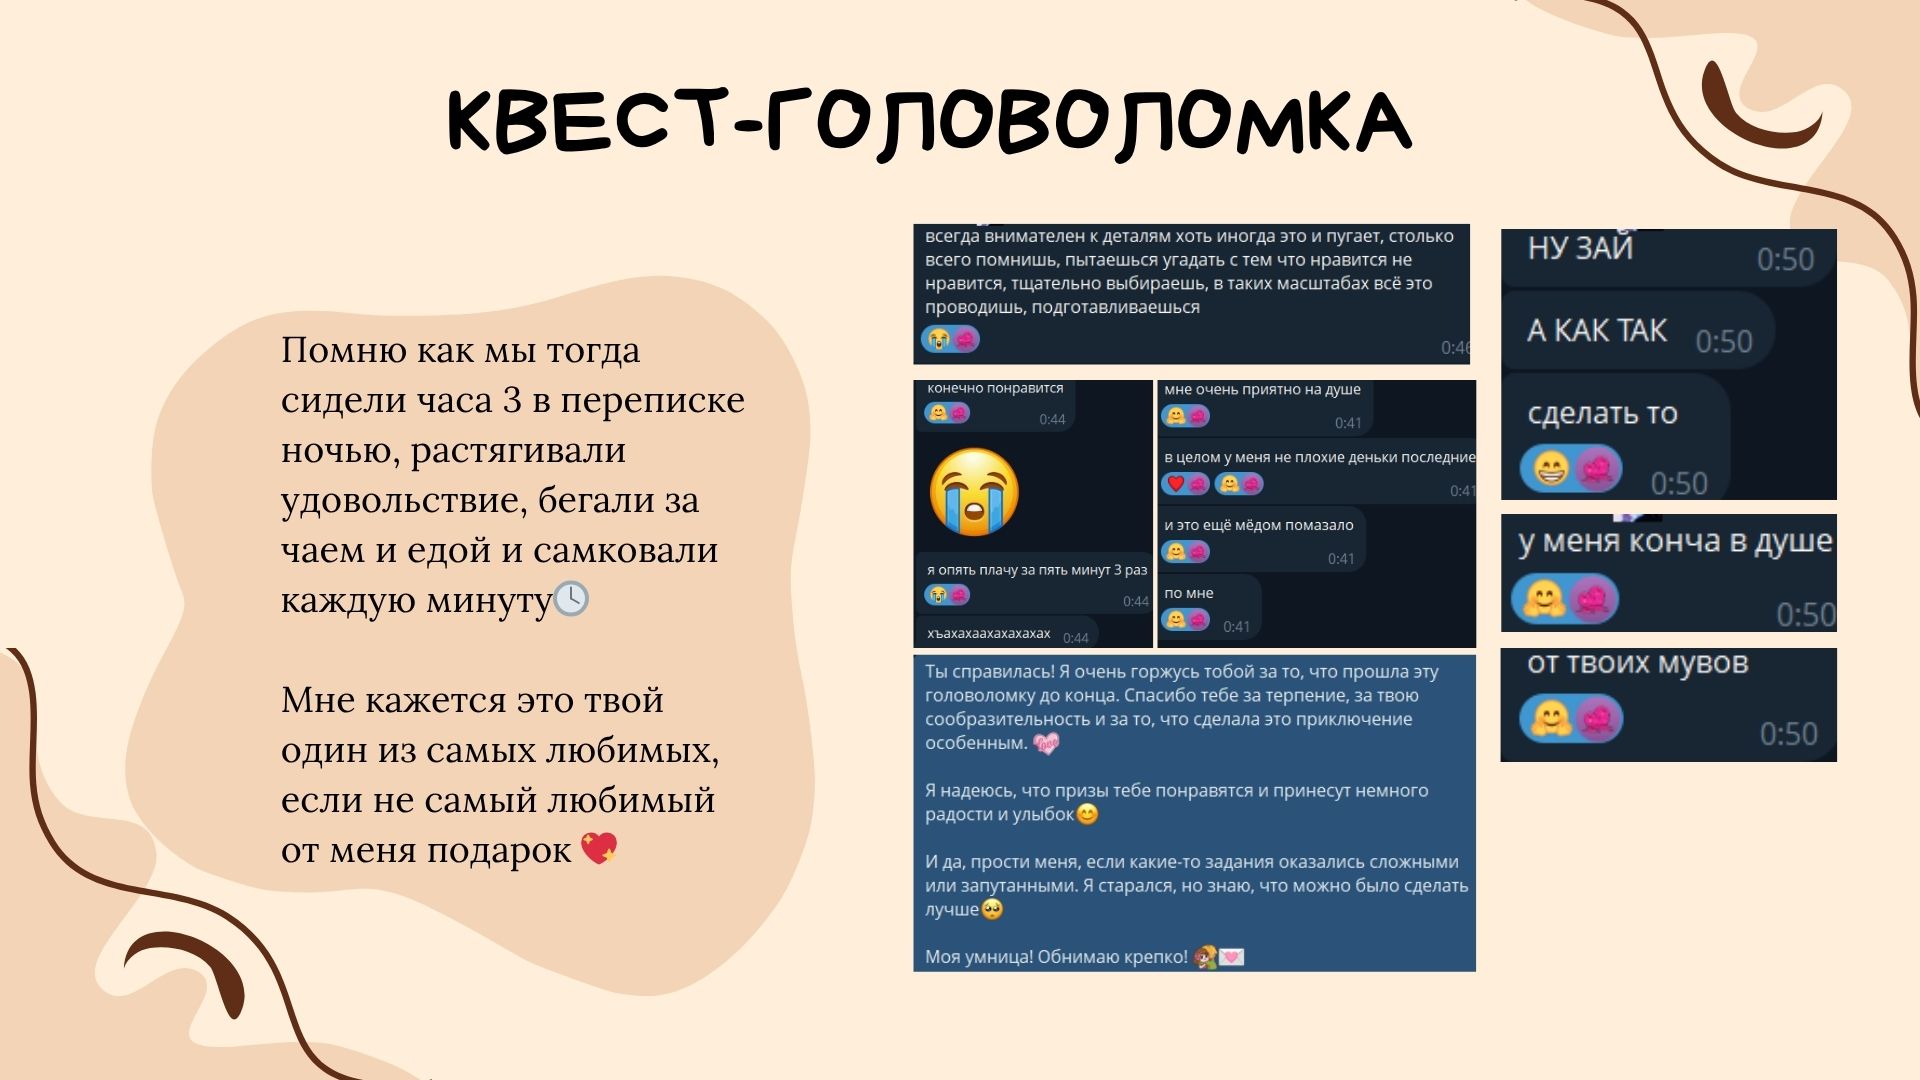 КВЕСТ-ГОЛОВОЛОМКА
Помню как мы тогда
сидели часа 3 в переписке
ночью, растягивали
удовольствие, бегали за
чаем и едой и самковали
каждую минуту🕓
Мне кажется это твой
один из самых любимых,
если не самый любимый
от меня подарок 💖
всегда внимателен к деталям хоть иногда это и пугает, столько
всего помнишь, пытаешься угадать с тем что нравится не
нравится, тщательно выбираешь, в таких масштабах всё это
проводишь, подготавливаешься
0:46
конечно понравится
0:44
я опять плачу за пять минут 3 раз
0:44
хъахахаахахахахах 0:44
мне очень приятно на душе
0:41
в целом у меня не плохие деньки последние
0:41
и это ещё мёдом помазало
0:41
по мне
0:41
Ты справилась! Я очень горжусь тобой за то, что прошла эту
головоломку до конца. Спасибо тебе за терпение, за твою
сообразительность и за то, что сделала это приключение
особенным. 💖
Я надеюсь, что призы тебе понравятся и принесут немного
радости и улыбок😊
И да, прости меня, если какие-то задания оказались сложными
или запутанными. Я старался, но знаю, что можно было сделать
лучше🥺
Моя умница! Обнимаю крепко! 💌
НУ ЗАЙ 0:50
А КАК ТАК 0:50
сделать то
0:50
у меня конча в душе
0:50
от твоих мувов
0:50